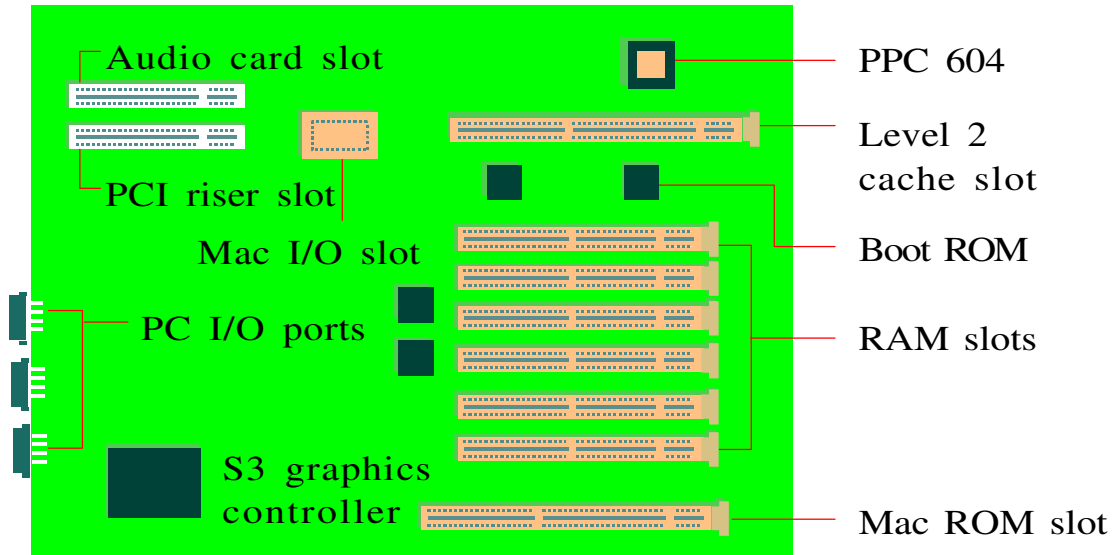 Audio card slot
PPC 604
Level 2
cache slot
PCI riser slot
Mac I/O slot
Boot ROM
PC I/O ports
RAM slots
S3 graphics
controller
Mac ROM slot